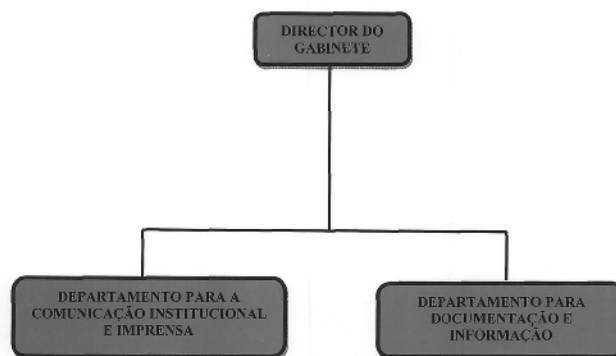 DIRECTOR DO
GABINETE
DEPARTAMENTO PARA A
COMUNICAÇÃO INSTITUCIONAL
E IMPRENSA
DEPARTAMENTO PARA
DOCUMENTAÇÃO E
INFORMAÇÃO